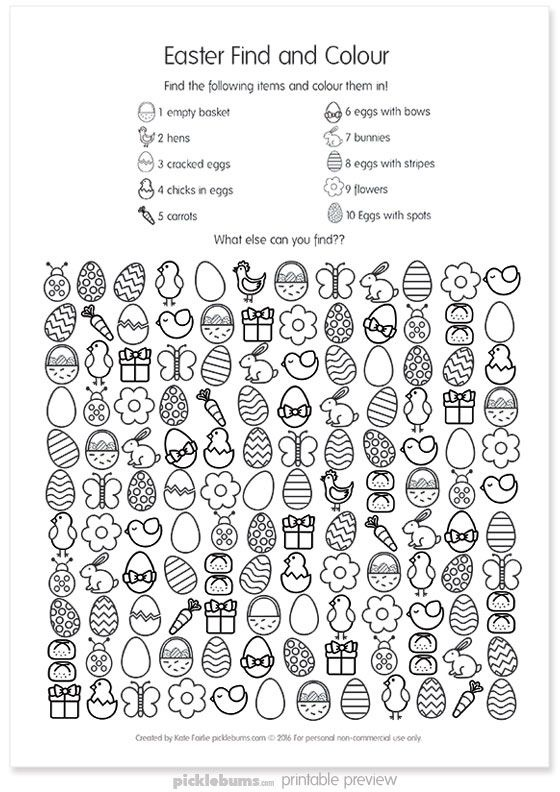 Easter Find and Colour
Find the following items and colour them in!
1 empty basket
2 hens
3 cracked eggs
4 chicks in eggs
5 carrots
6 eggs with bows
7 bunnies
8 eggs with stripes
9 flowers
10 Eggs with spots
What else can you find??
Created by Kate Fairlie picklebums.com © 2016 For personal non-commercial use only.
picklebums.com printable preview